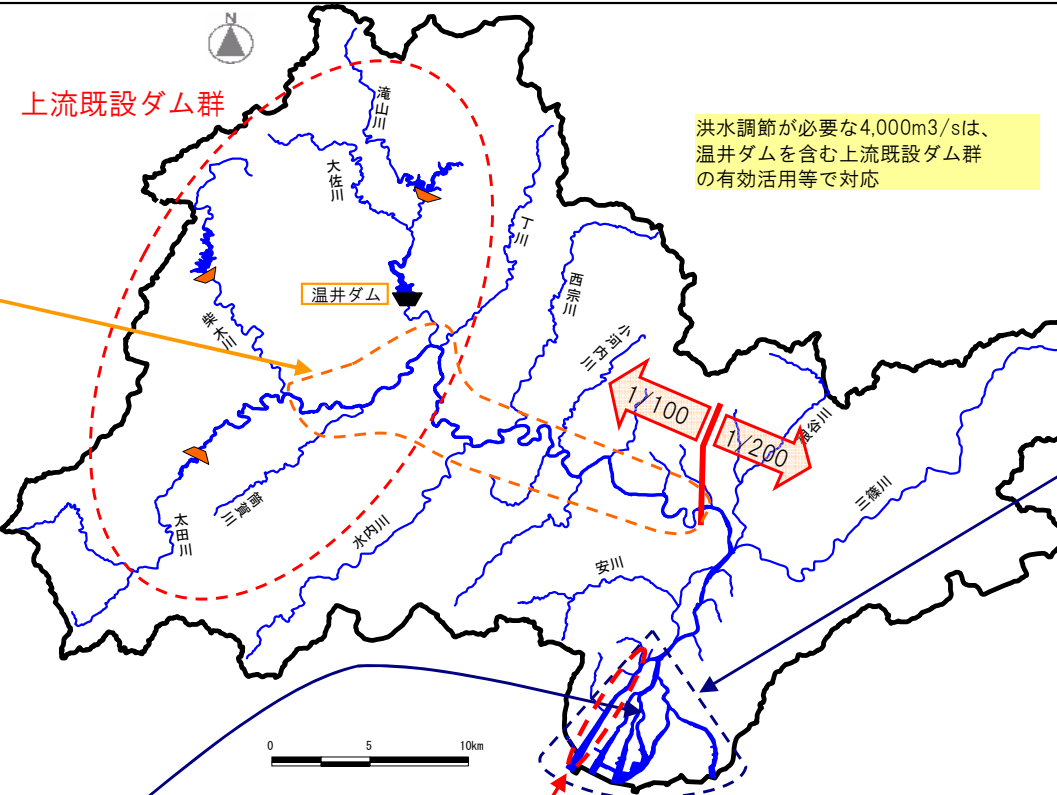 N
上流既設ダム群
滝山川
大佐川
洪水調節が必要な4,000m3/sは、
温井ダムを含む上流既設ダム群
の有効活用等で対応
丁川
西宗川
温井ダム
柴木川
小河内川
1/100
1/200
根谷川
三篠川
筒賀川
太田川
水内川
安川
0 5 10km